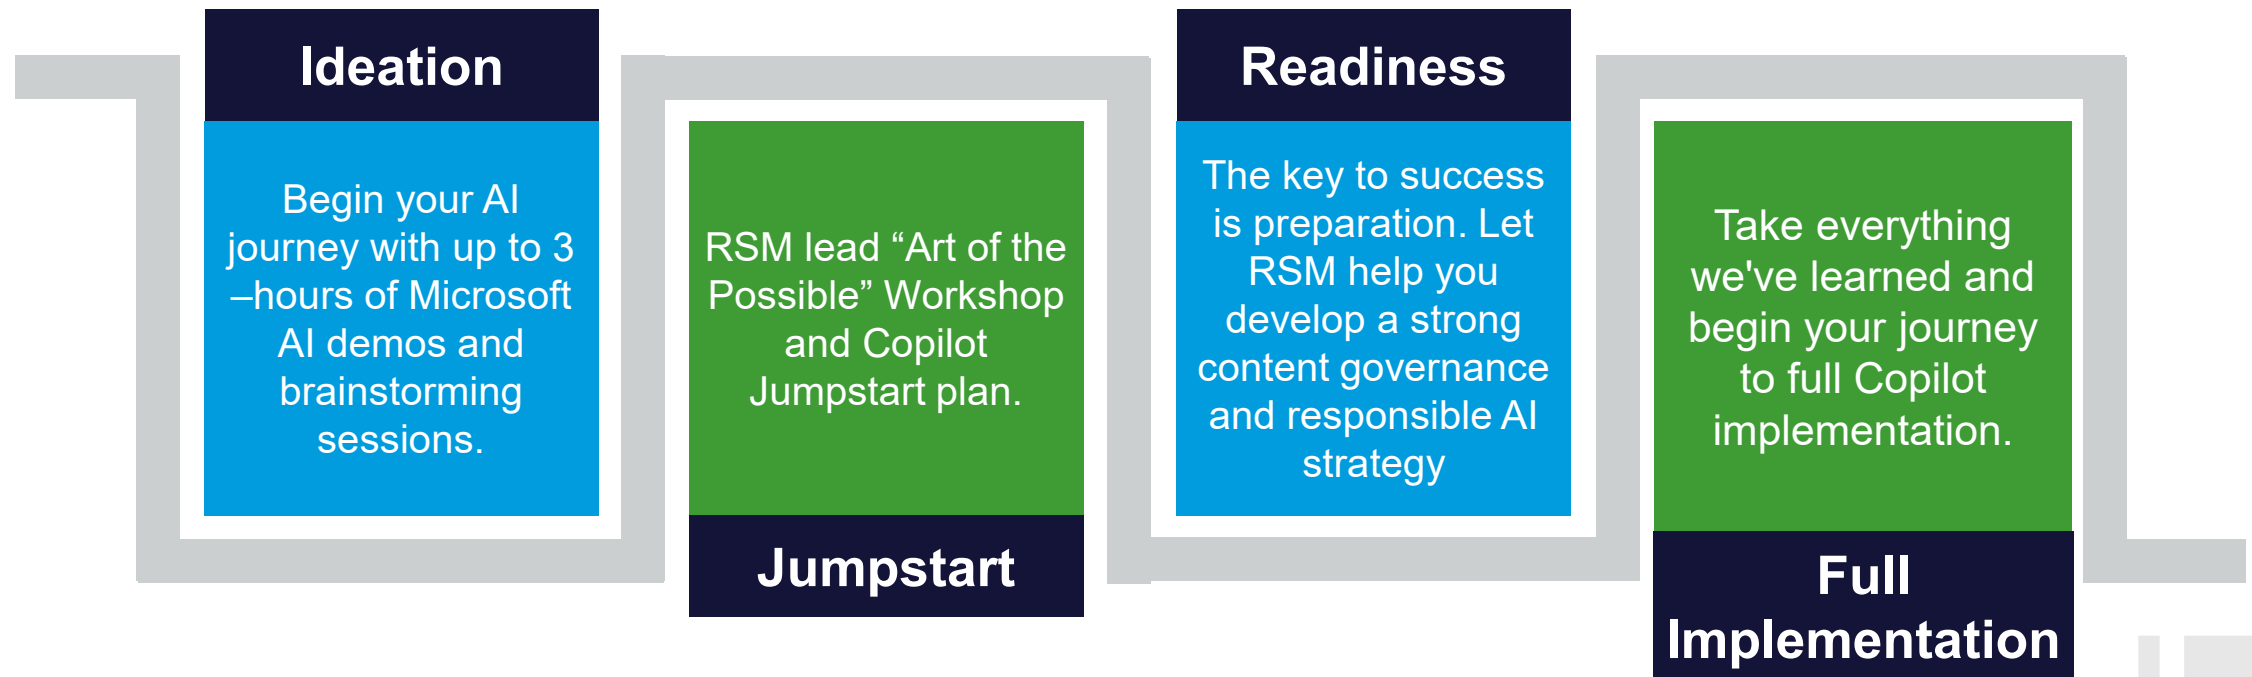 Ideation
Begin your AI
journey with up to 3
–hours of Microsoft
AI demos and
brainstorming
sessions.
RSM lead “Art of the
Possible” Workshop
and Copilot
Jumpstart plan.
Jumpstart
Readiness
The key to success
is preparation. Let
RSM help you
develop a strong
content governance
and responsible AI
strategy
Take everything
we've learned and
begin your journey
to full Copilot
implementation.
Full
Implementation